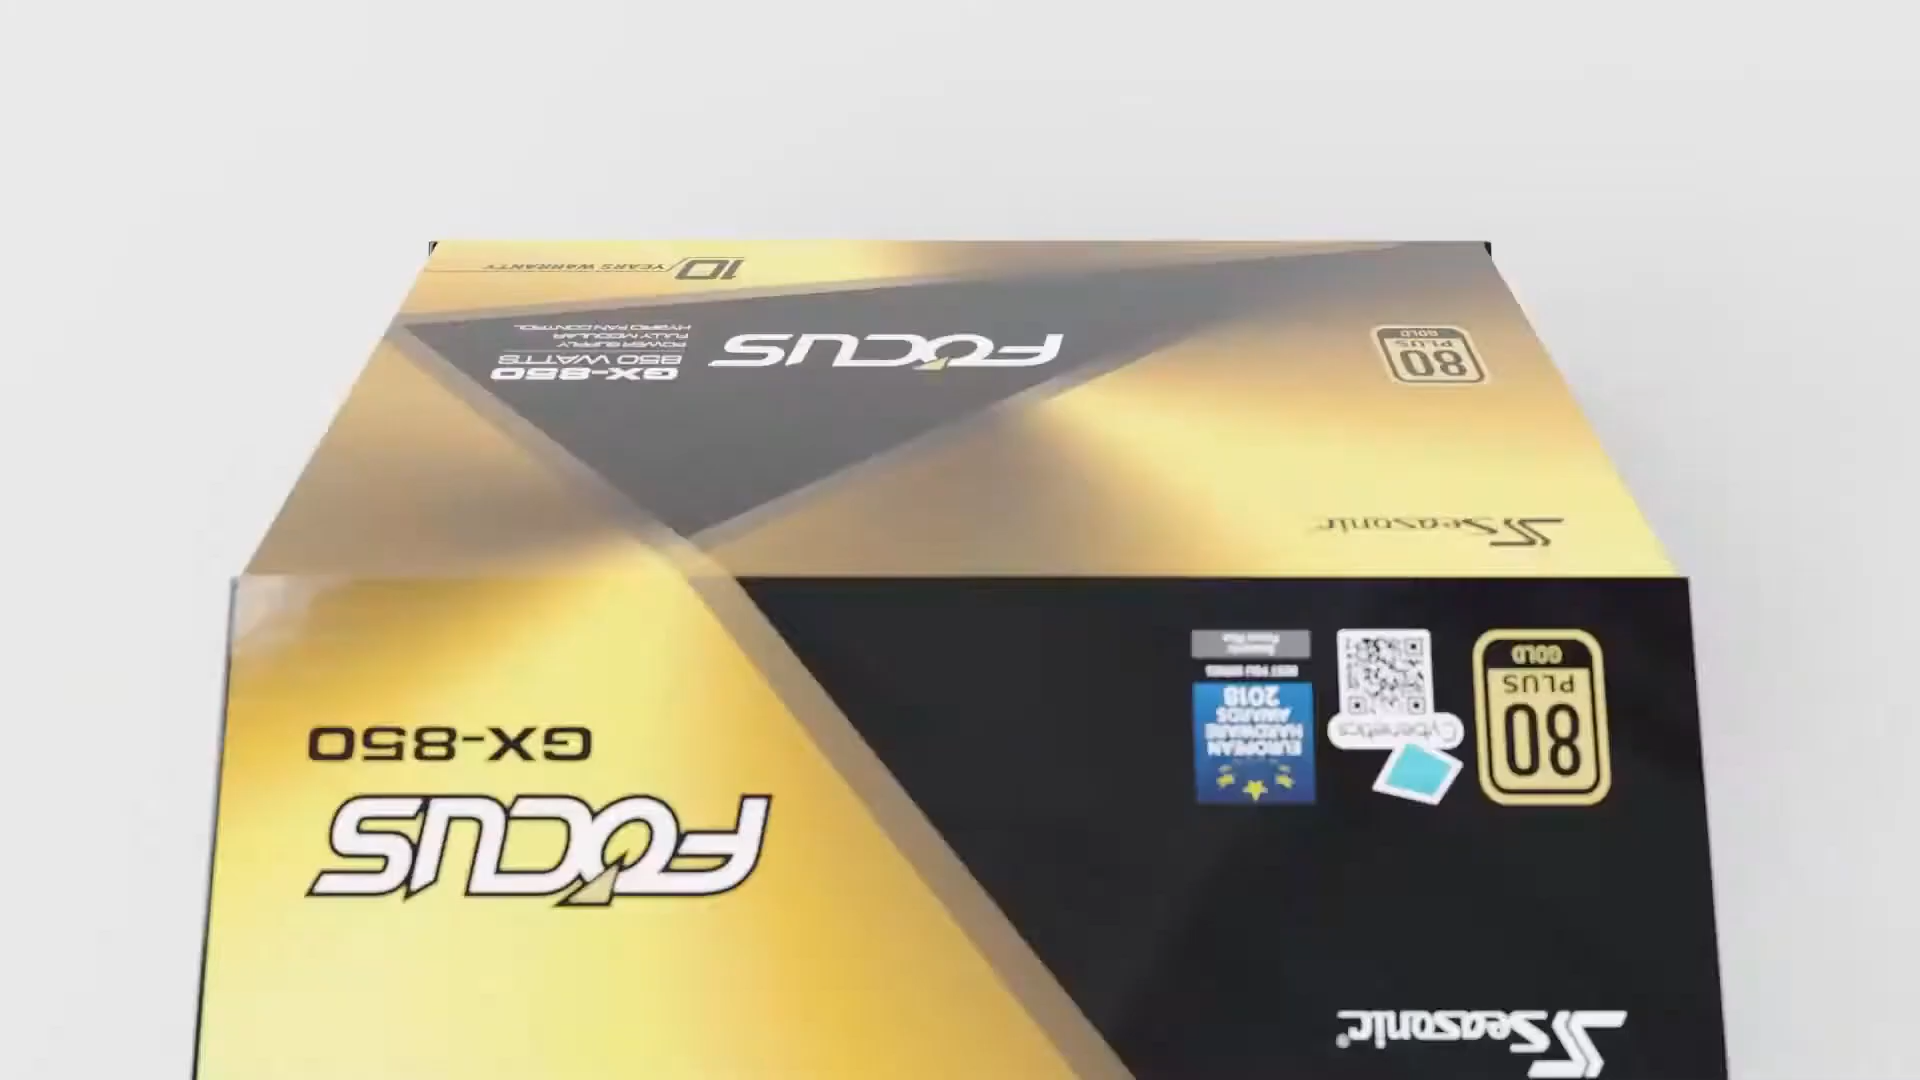 10 YEARS WARRANTY
FOCUS
GX-850
850 WATTS
POWER SUPPLY
FULLY MODULAR
HYBRID FAN CONTROL
80
PLUS
GOLD
Seasonic
FOCUS
GX-850
EUROPEAN
HARDWARE
AWARDS
2018
BEST PSU SERIES
Cybenetics
80
PLUS
GOLD
Seasonic®